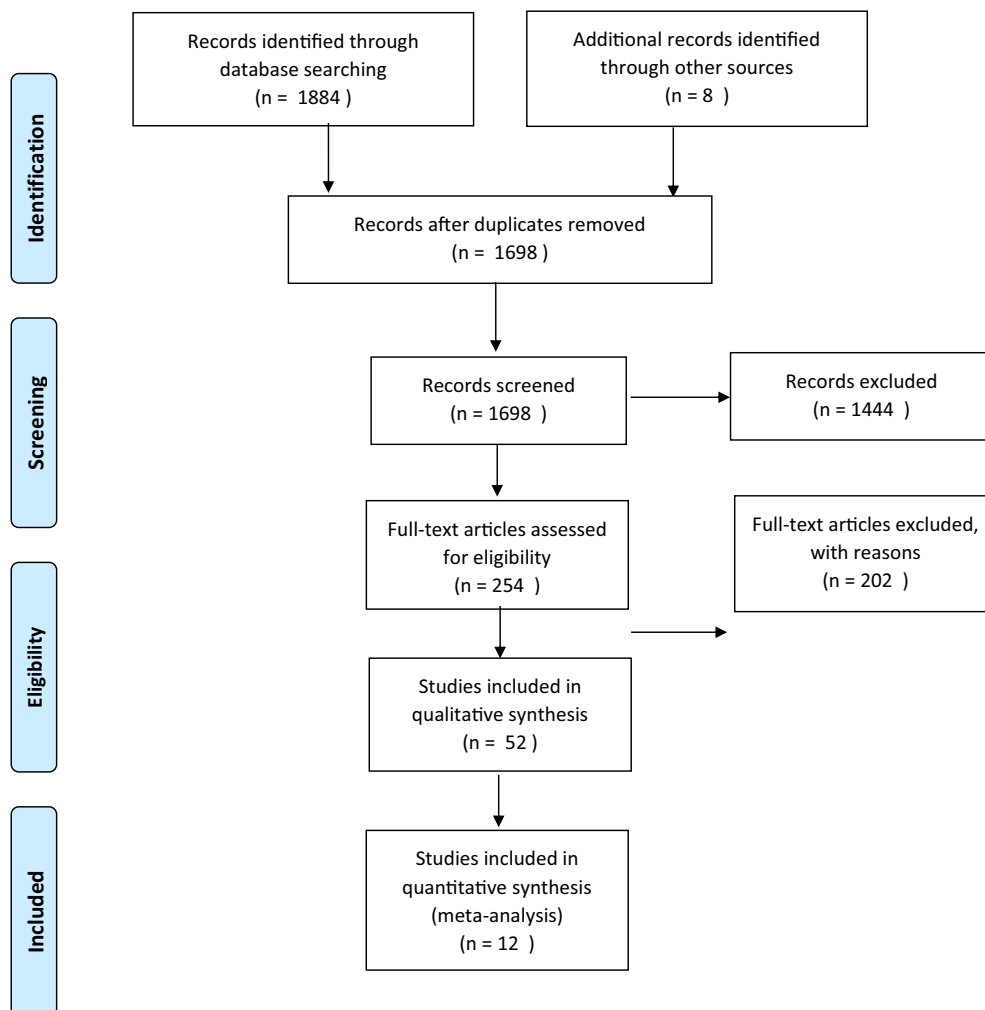 Records identified through
database searching
(n = 1884 )
Additional records identified
through other sources
(n = 8 )
Identification
Records after duplicates removed
(n = 1698 )
Screening
Records screened
(n = 1698 )
Records excluded
(n = 1444 )
Full-text articles assessed
for eligibility
(n = 254 )
Full-text articles excluded,
with reasons
(n = 202 )
Eligibility
Studies included in
qualitative synthesis
(n = 52 )
Included
Studies included in
quantitative synthesis
(meta-analysis)
(n = 12 )